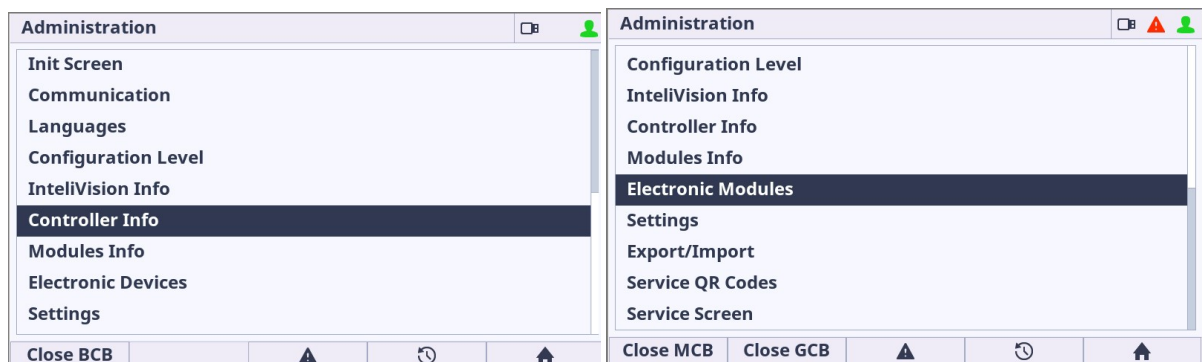 Administration
Init Screen
Communication
Languages
Configuration Level
InteliVision Info
Controller Info
Modules Info
Electronic Devices
Settings
Close BCB
Administration
Configuration Level
InteliVision Info
Controller Info
Modules Info
Electronic Modules
Settings
Export/Import
Service QR Codes
Service Screen
Close MCB
Close GCB